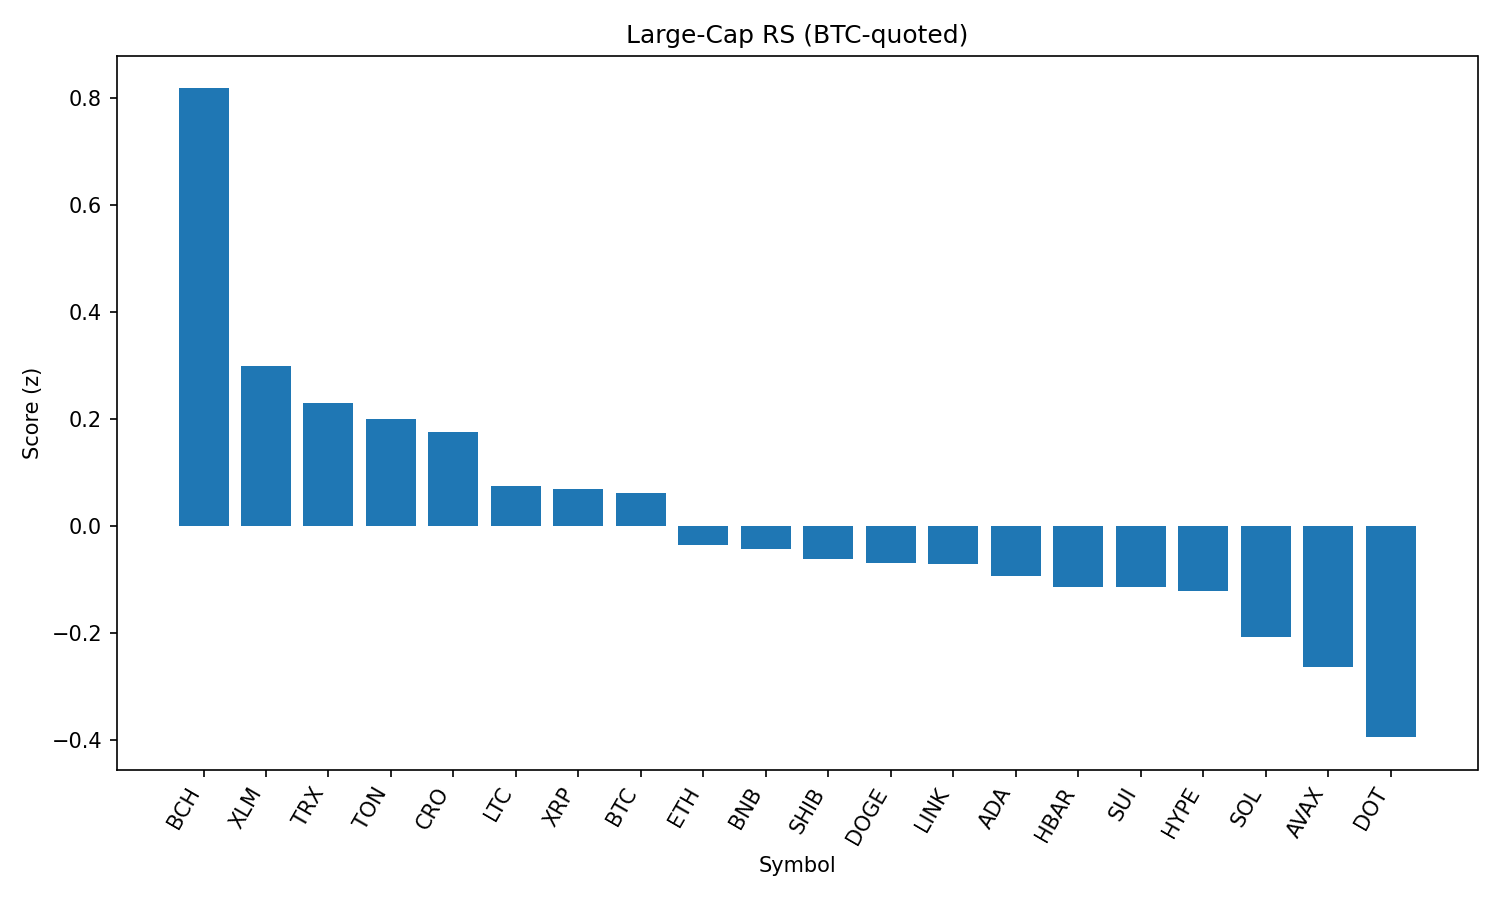 Large-Cap RS (BTC-quoted)
Score (z)
0.8
0.6
0.4
0.2
0.0
−0.2
−0.4
BCH
XLM
TRX
TON
CRO
LTC
XRP
BTC
ETH
BNB
SHIB
DOGE
LINK
ADA
HBAR
SUI
HYPE
SOL
AVAX
DOT
Symbol